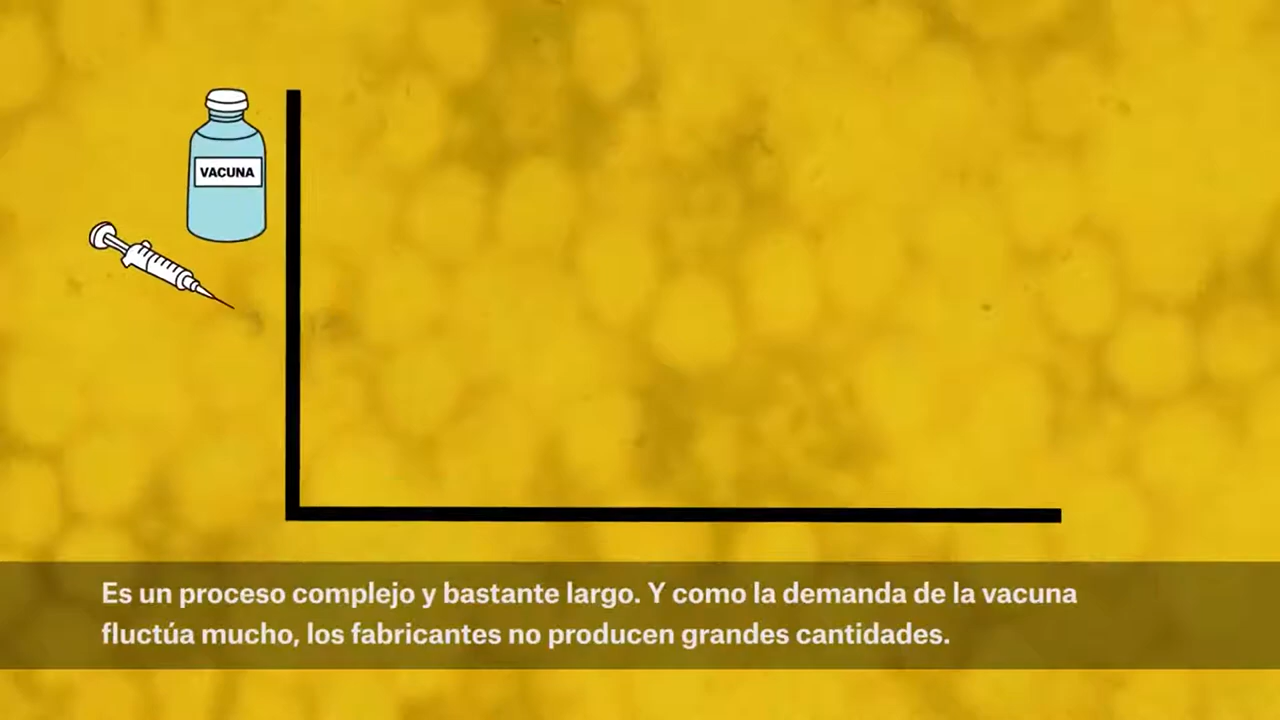 VACUNA
Es un proceso complejo y bastante largo. Y como la demanda de la vacuna
fluctúa mucho, los fabricantes no producen grandes cantidades.